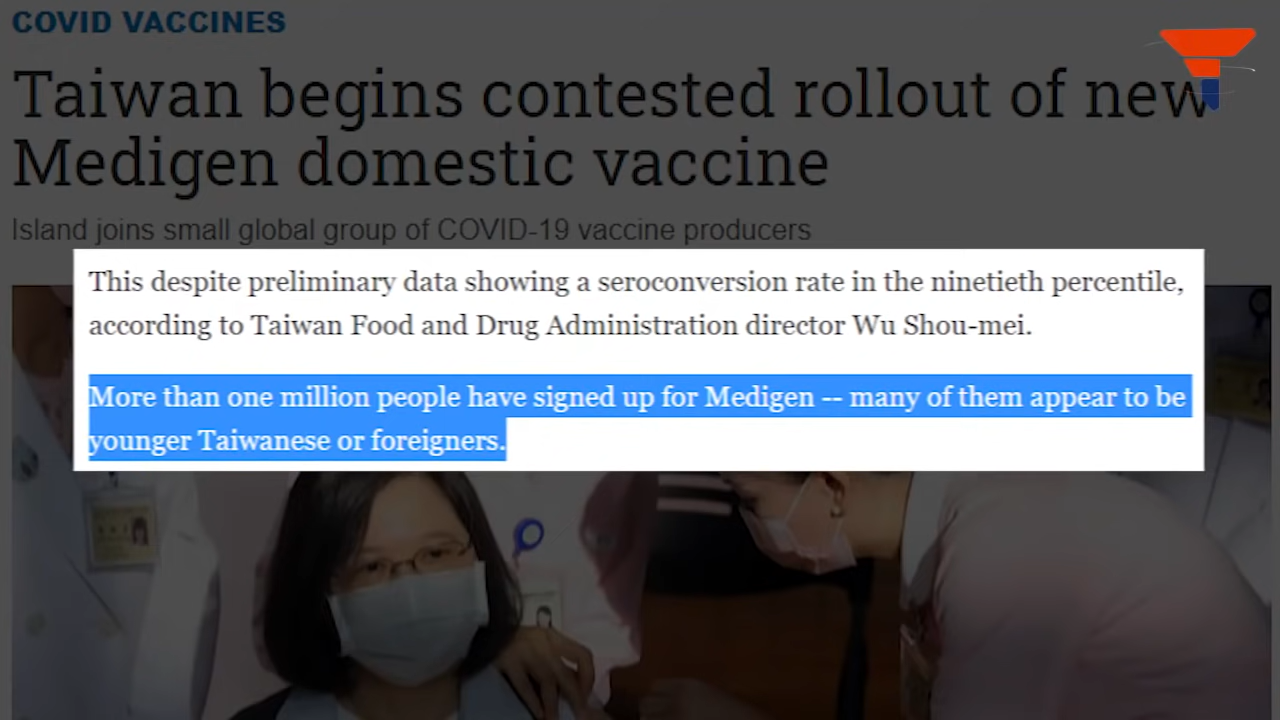 COVID VACCINES
Taiwan begins contested rollout of new
Medigen domestic vaccine
Island joins small global group of COVID-19 vaccine producers
This despite preliminary data showing a seroconversion rate in the ninetieth percentile,
according to Taiwan Food and Drug Administration director Wu Shou-mei.
More than one million people have signed up for Medigen -- many of them appear to be
younger Taiwanese or foreigners.